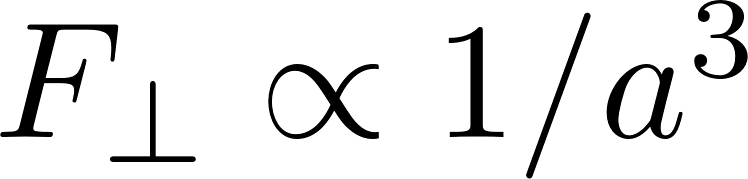 F⊥ ∝ 1/a³